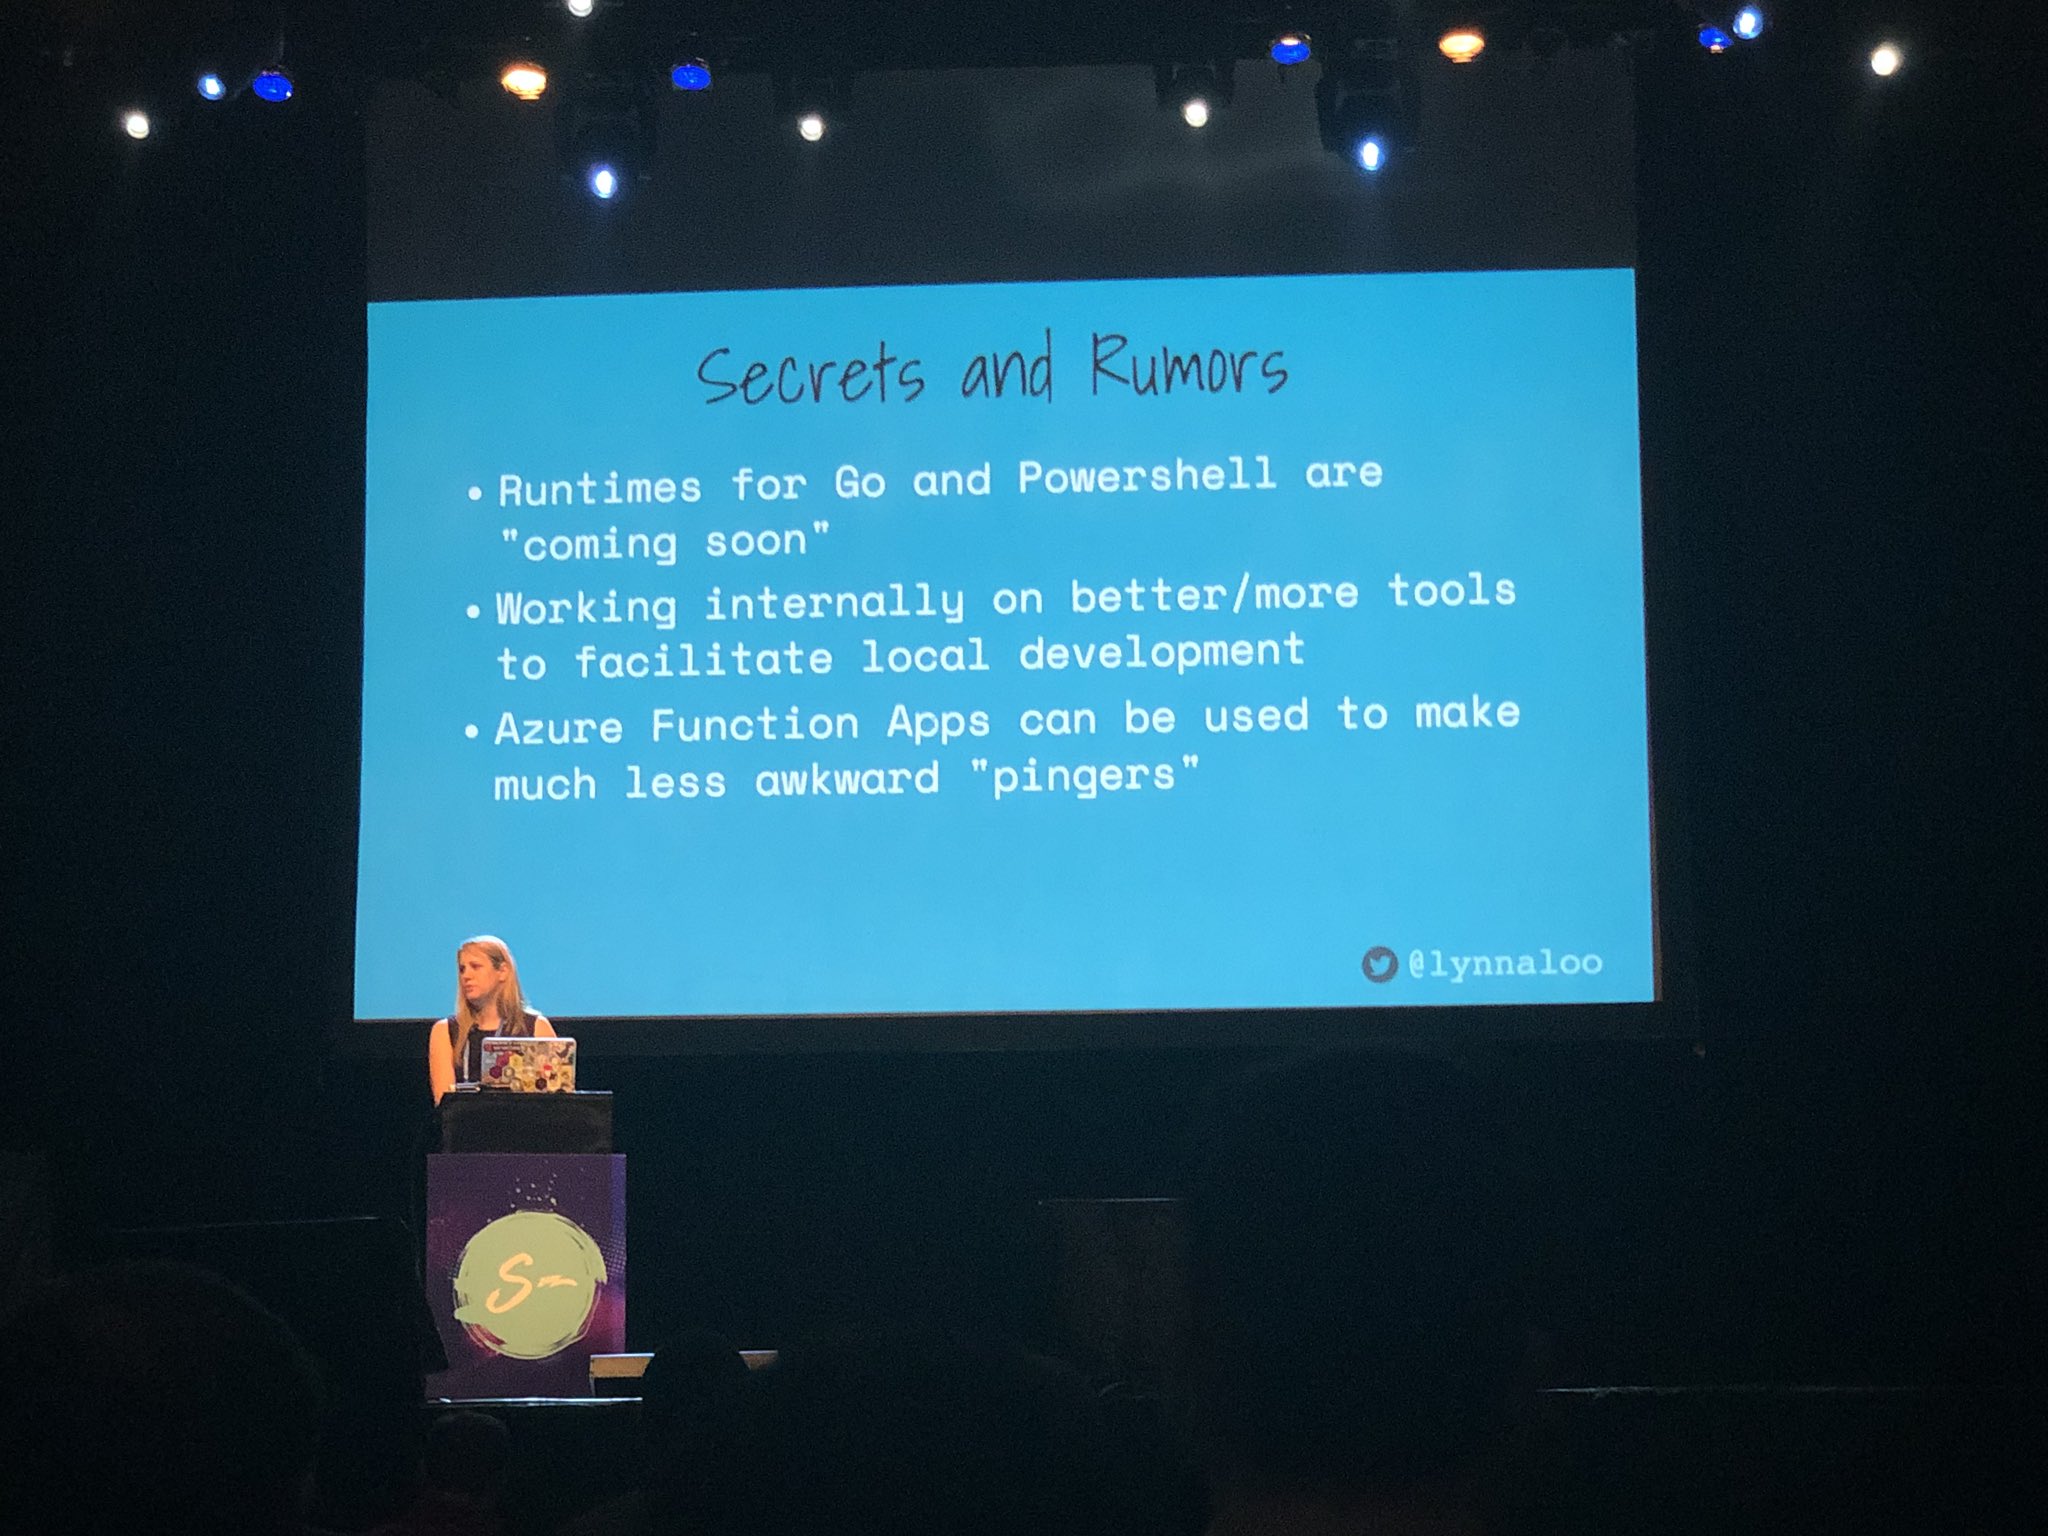 Secrets and Rumors
• Runtimes for Go and Powershell are
"coming soon"
• Working internally on better/more tools
to facilitate local development
• Azure Function Apps can be used to make
much less awkward "pingers"
@lynnaloo
S